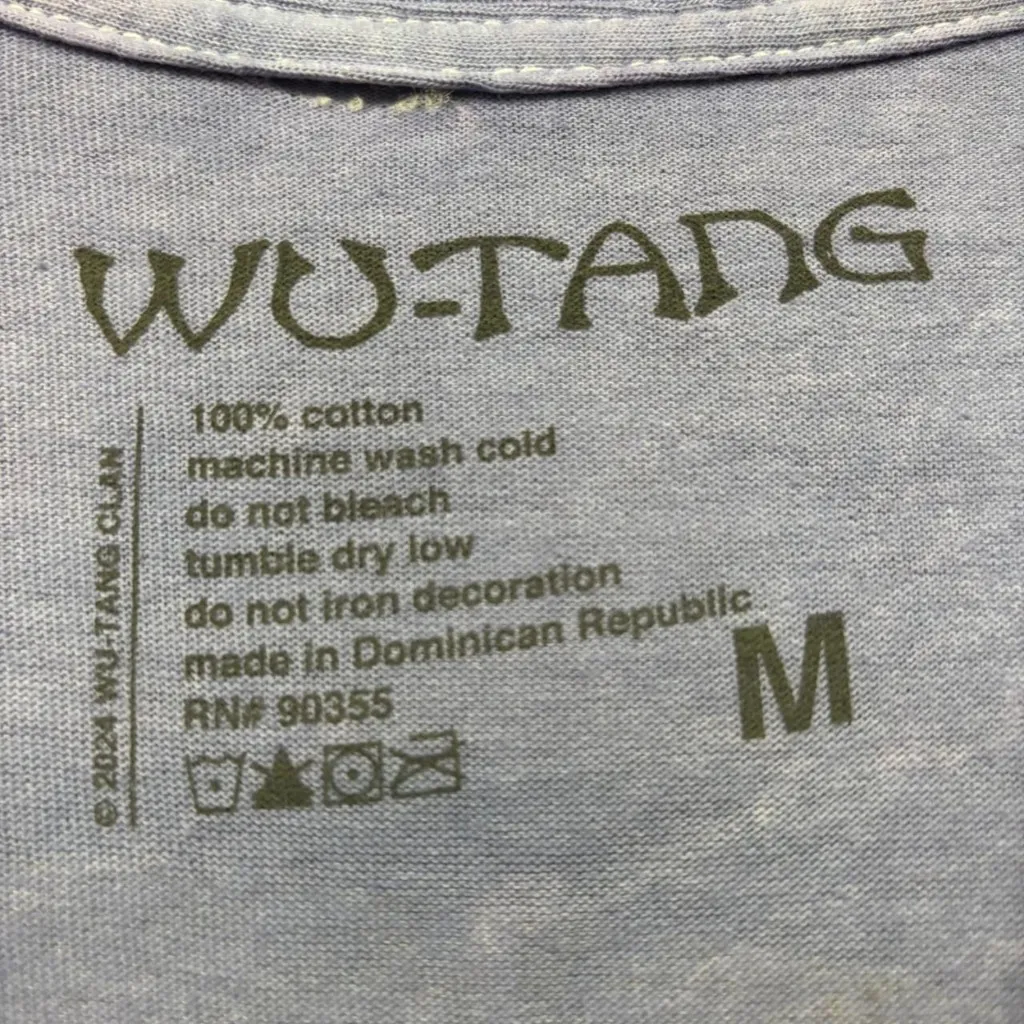 WU-TANG
100% cotton
machine wash cold
do not bleach
tumble dry low
do not iron decoration
made in Dominican Republic
RN# 90355
M
© 2024 WU-TANG CLAN